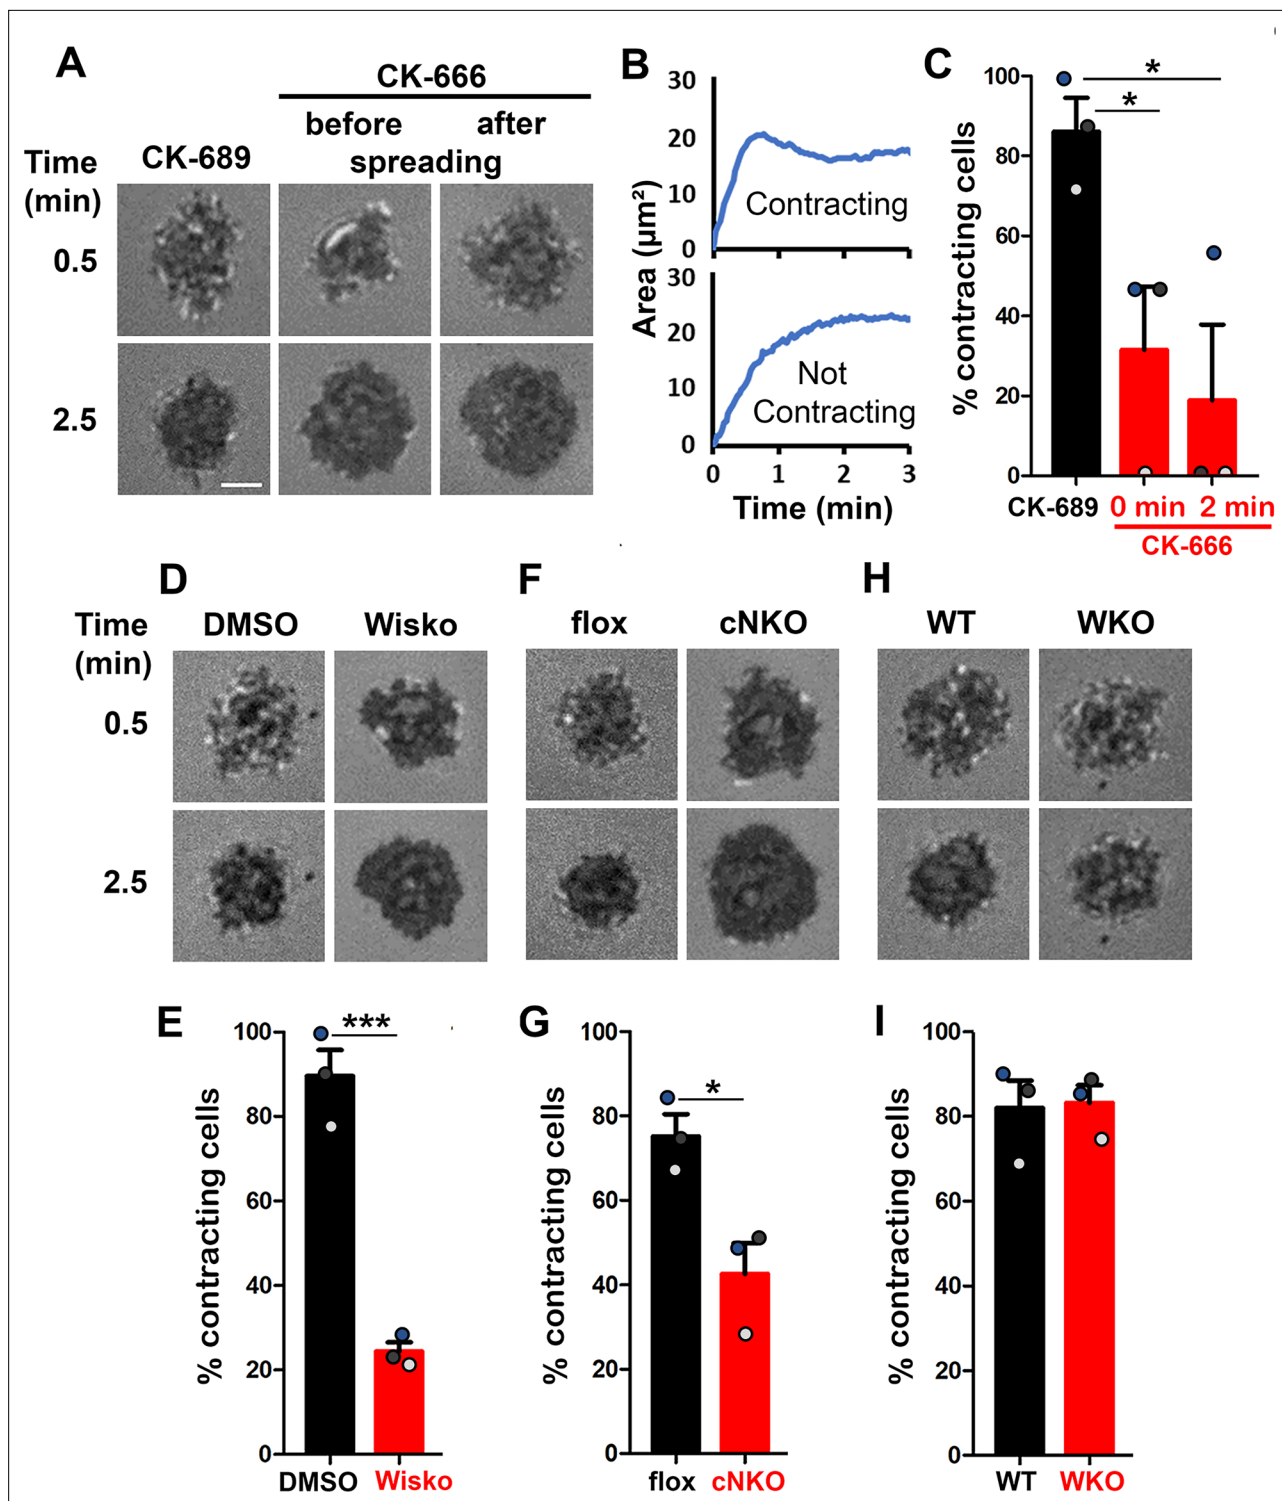 A
CK-666
before after
CK-689 spreading
Time
(min)
0.5
2.5
B
Area (µm²)
30
20
10
0
Contracting
30
20
10
0
Not
Contracting
0 1 2 3
Time (min)
C
% contracting cells
100
80
60
40
20
0
*
*
CK-689 0 min 2 min
CK-666
D
Time
(min)
DMSO Wisko
0.5
2.5
F
flox cNKO
H
WT WKO
E
% contracting cells
100
80
60
40
20
0
***
DMSO Wisko
G
% contracting cells
100
80
60
40
20
0
*
flox cNKO
I
% contracting cells
100
80
60
40
20
0
WT WKO